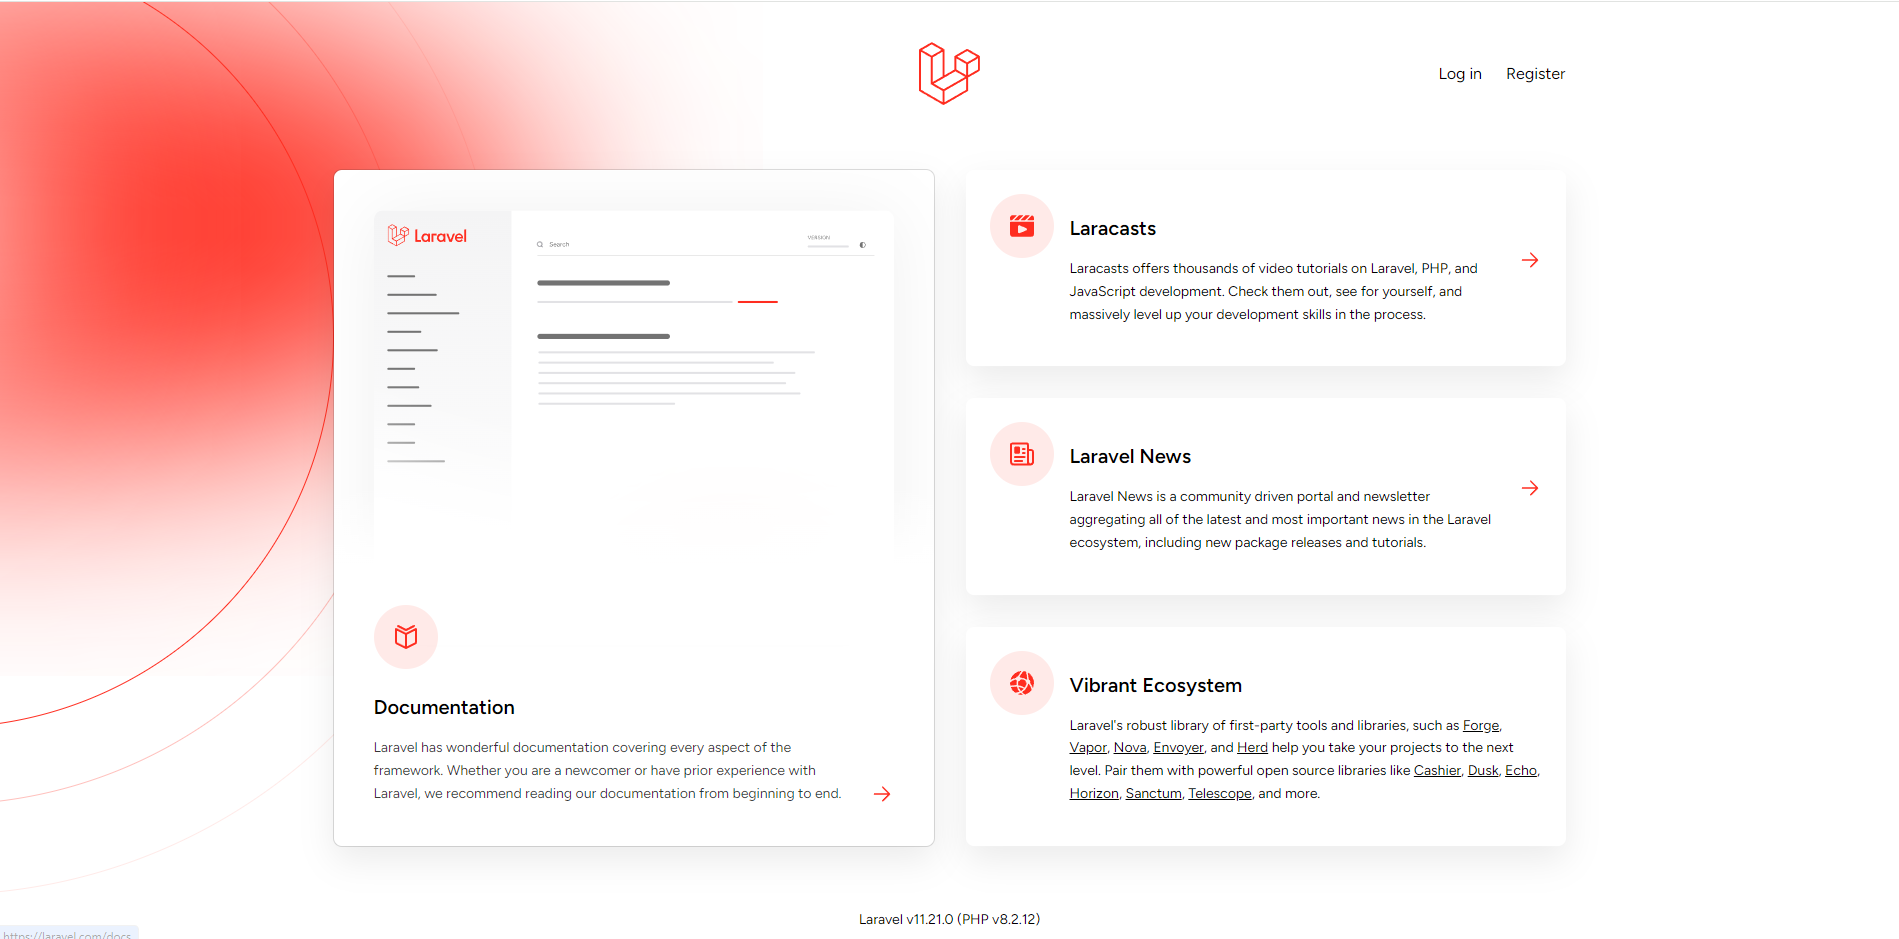 Log in Register
Laravel
Search
VERSION
Documentation
Laravel has wonderful documentation covering every aspect of the
framework. Whether you are a newcomer or have prior experience with
Laravel, we recommend reading our documentation from beginning to end.
Laracasts
Laracasts offers thousands of video tutorials on Laravel, PHP, and
JavaScript development. Check them out, see for yourself, and
massively level up your development skills in the process.
Laravel News
Laravel News is a community driven portal and newsletter
aggregating all of the latest and most important news in the Laravel
ecosystem, including new package releases and tutorials.
Vibrant Ecosystem
Laravel's robust library of first-party tools and libraries, such as Forge,
Vapor, Nova, Envoyer, and Herd help you take your projects to the next
level. Pair them with powerful open source libraries like Cashier, Dusk, Echo,
Horizon, Sanctum, Telescope, and more.
Laravel v11.21.0 (PHP v8.2.12)
https://laravel.com/docs